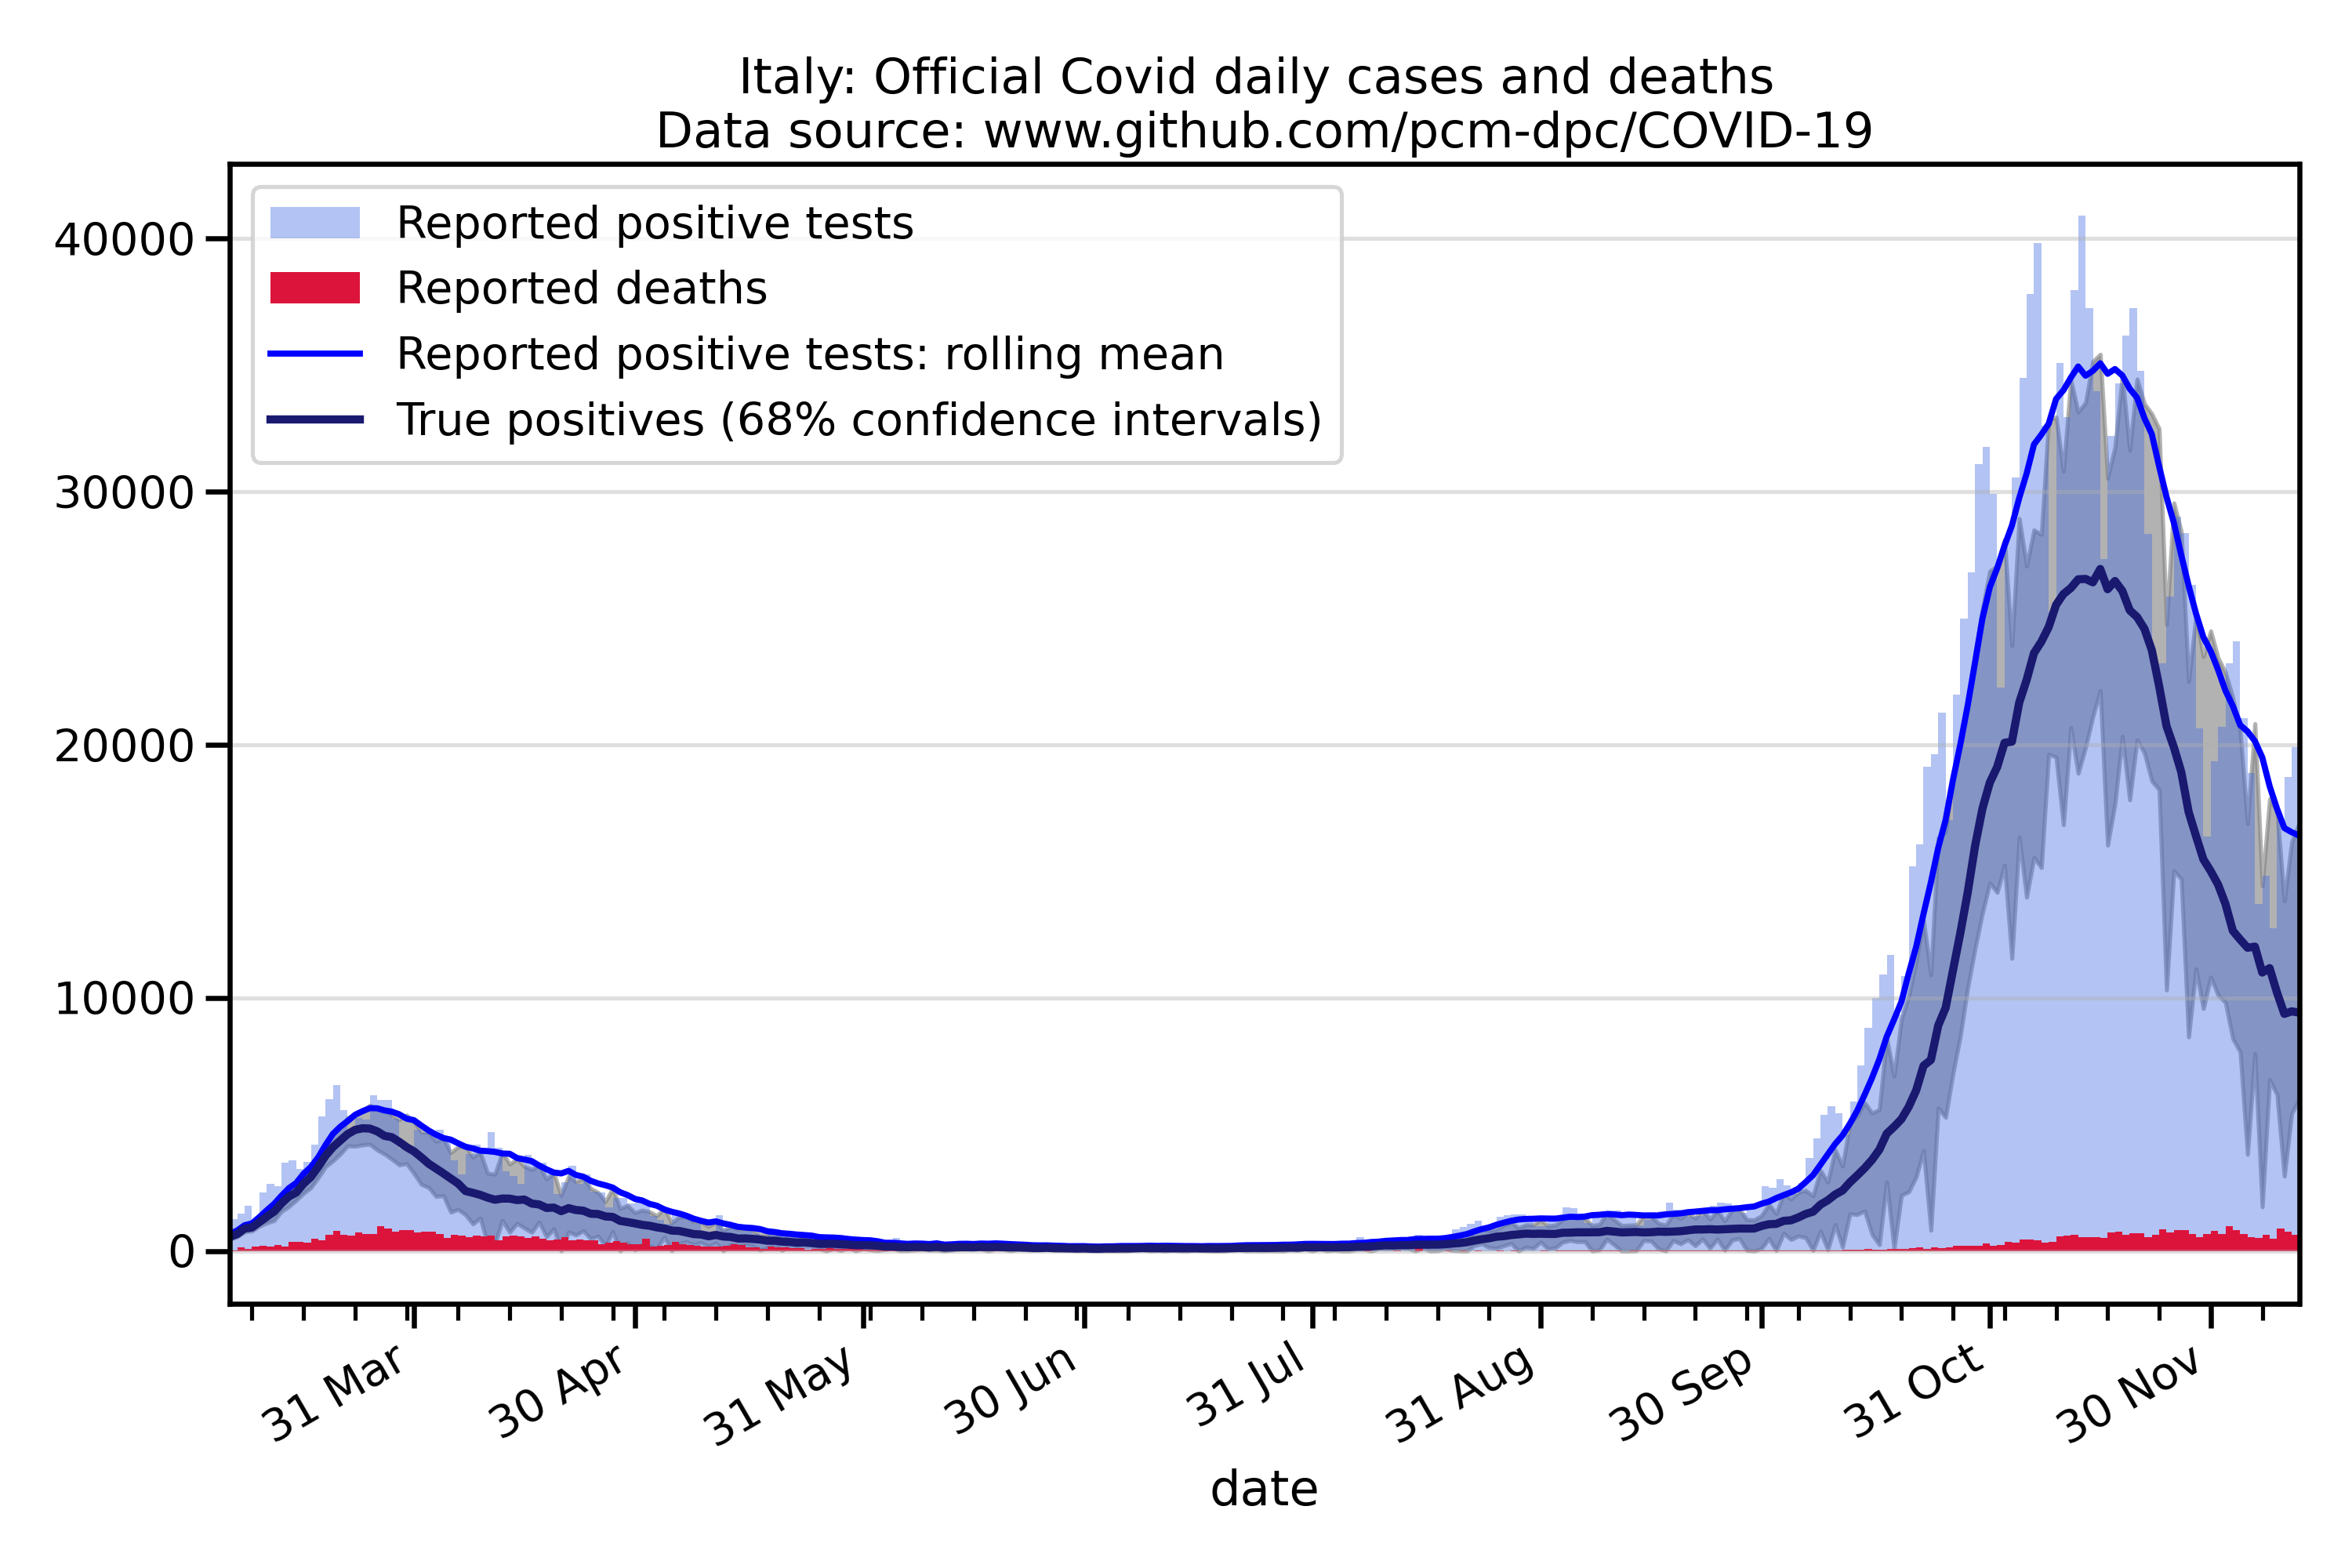 Italy: Official Covid daily cases and deaths
Data source: www.github.com/pcm-dpc/COVID-19
Reported positive tests
Reported deaths
Reported positive tests: rolling mean
True positives (68% confidence intervals)
40000
30000
20000
10000
0
31 Mar
30 Apr
31 May
30 Jun
31 Jul
31 Aug
30 Sep
31 Oct
30 Nov
date